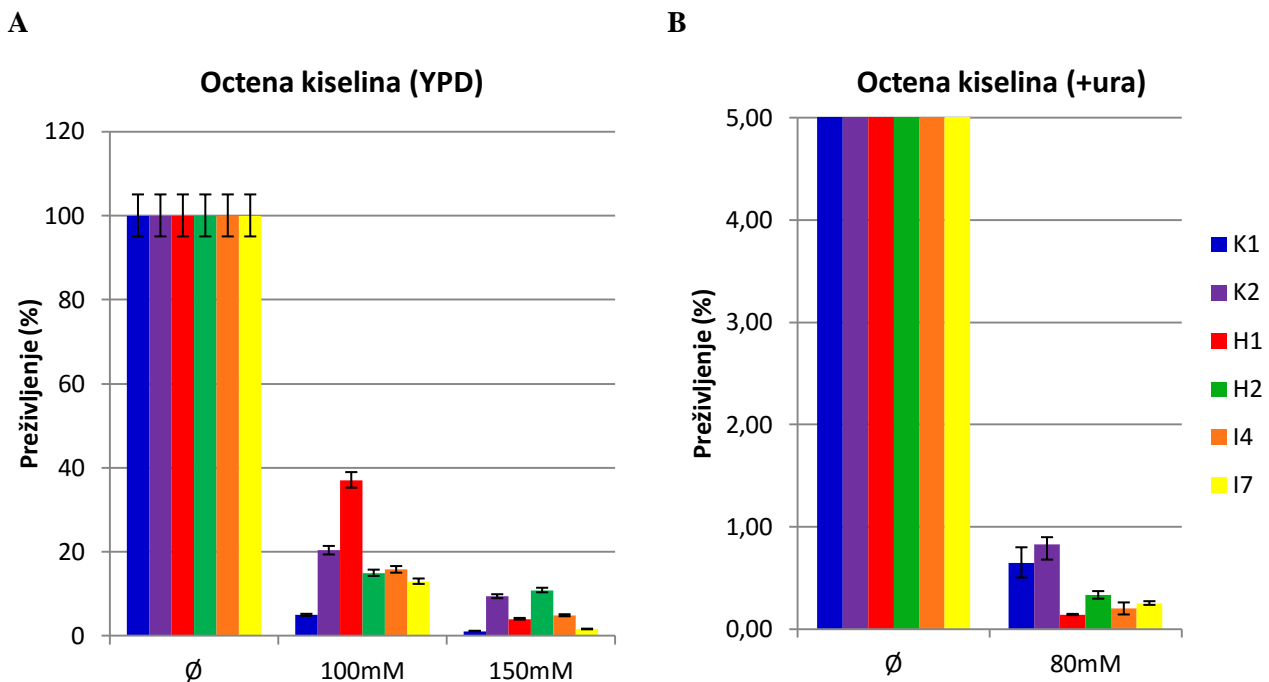 A
B
Octena kiselina (YPD)
Preživljenje (%)
120
100
80
60
40
20
0
Ø
100mM
150mM
Octena kiselina (+ura)
Preživljenje (%)
5,00
4,00
3,00
2,00
1,00
0,00
Ø
80mM
K1
K2
H1
H2
I4
I7